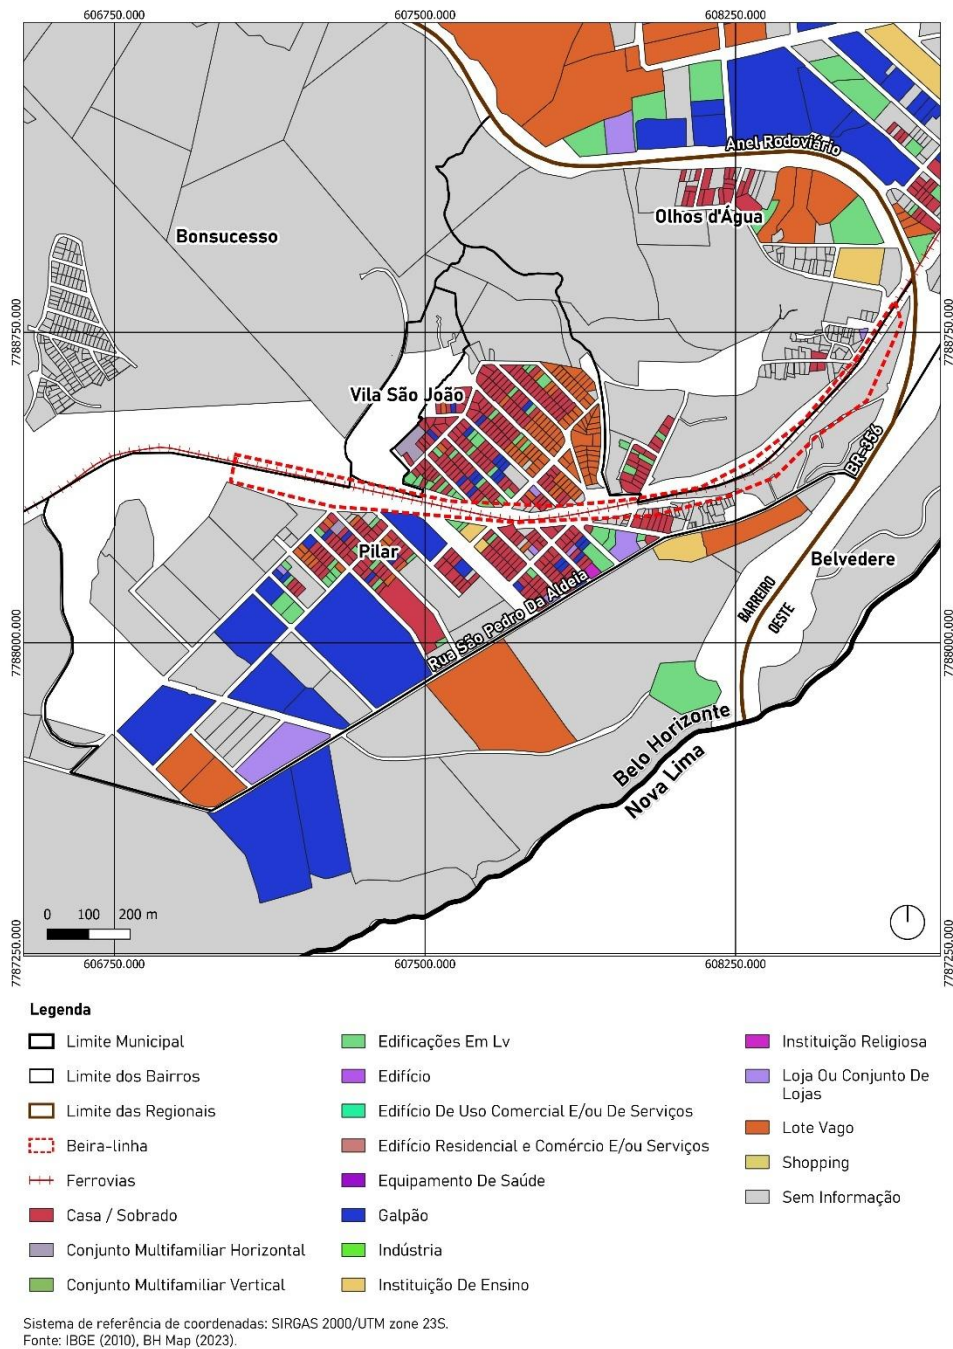 606750.000 607500.000 608250.000
Anel Rodoviário
Olhos d'Água
Bonsucesso
7788750.000 7788750.000
Vila São João
BR-356
Pilar
Belvedere
Rua São Pedro Da Aldeia
BARREIRO
OESTE
7788000.000 7788000.000
Belo Horizonte
Nova Lima
0 100 200 m
7787250.000 7787250.000
606750.000 607500.000 608250.000
Legenda
Limite Municipal
Limite dos Bairros
Limite das Regionais
Beira-linha
Ferrovias
Casa / Sobrado
Conjunto Multifamiliar Horizontal
Conjunto Multifamiliar Vertical
Edificações Em Lv
Edifício
Edifício De Uso Comercial E/ou De Serviços
Edifício Residencial e Comércio E/ou Serviços
Equipamento De Saúde
Galpão
Indústria
Instituição De Ensino
Instituição Religiosa
Loja Ou Conjunto De
Lojas
Lote Vago
Shopping
Sem Informação
Sistema de referência de coordenadas: SIRGAS 2000/UTM zone 23S.
Fonte: IBGE (2010), BH Map (2023).